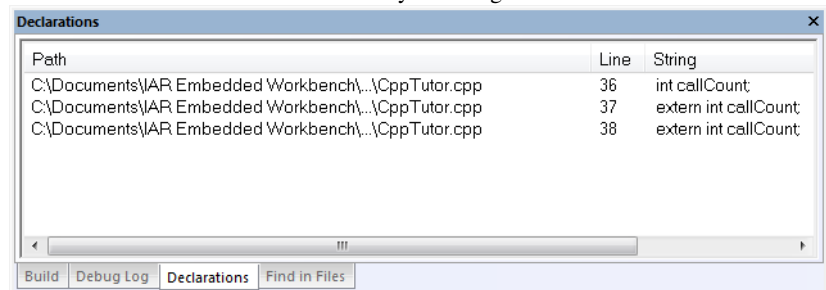 Declarations
Path Line String
C:\Documents\IAR Embedded Workbench\...\CppTutor.cpp 36 int callCount;
C:\Documents\IAR Embedded Workbench\...\CppTutor.cpp 37 extern int callCount;
C:\Documents\IAR Embedded Workbench\...\CppTutor.cpp 38 extern int callCount;
Build Debug Log Declarations Find in Files